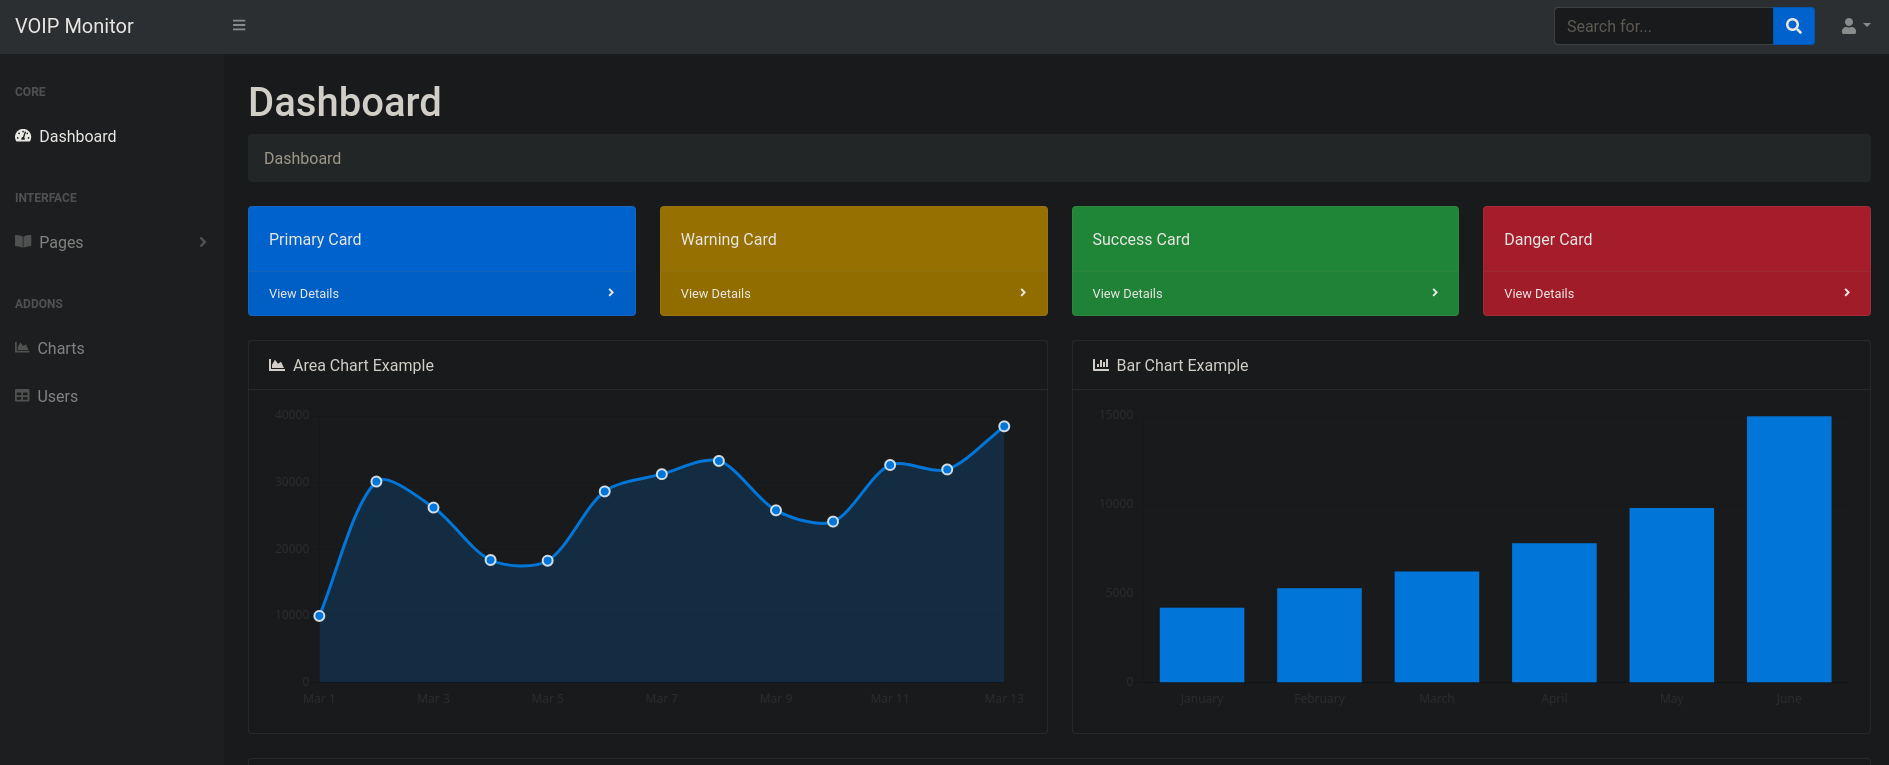 VOIP Monitor
Search for...
CORE
Dashboard
INTERFACE
Pages
ADDONS
Charts
Users
Dashboard
Dashboard
Primary Card
View Details
Warning Card
View Details
Success Card
View Details
Danger Card
View Details
Area Chart Example
40000
30000
20000
10000
0
Mar 1 Mar 3 Mar 5 Mar 7 Mar 9 Mar 11 Mar 13
Bar Chart Example
15000
10000
5000
0
January February March April May June